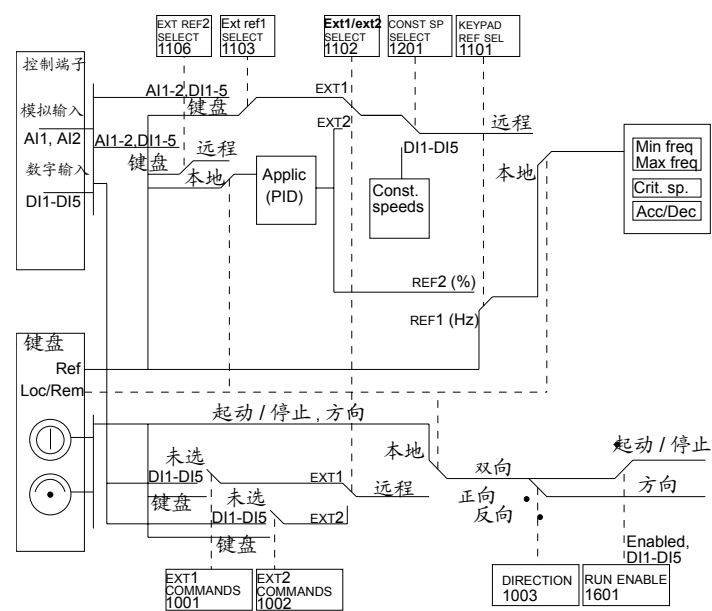 EXT REF2
SELECT
1106
Ext ref1
SELECT
1103
Ext1/ext2
SELECT
1102
CONST SP
SELECT
1201
KEYPAD
REF SEL
1101
控制端子
模拟输入
AI1, AI2
数字输入
DI1-DI5
AI1-2,DI1-5
键盘
EXT1
EXT2
远程
AI1-2,DI1-5
键盘
远程
本地
Applic
(PID)
DI1-DI5
Const.
speeds
本地
Min freq
Max freq
Crit. sp.
Acc/Dec
REF2 (%)
REF1 (Hz)
键盘
Ref
Loc/Rem
起动 / 停止 , 方向
本地
双向
起动 / 停止
方向
未选
DI1-DI5
键盘
EXT1
远程
正向
反向
未选
DI1-DI5
键盘
EXT2
Enabled,
DI1-DI5
EXT1
COMMANDS
1001
EXT2
COMMANDS
1002
DIRECTION
1003
RUN ENABLE
1601